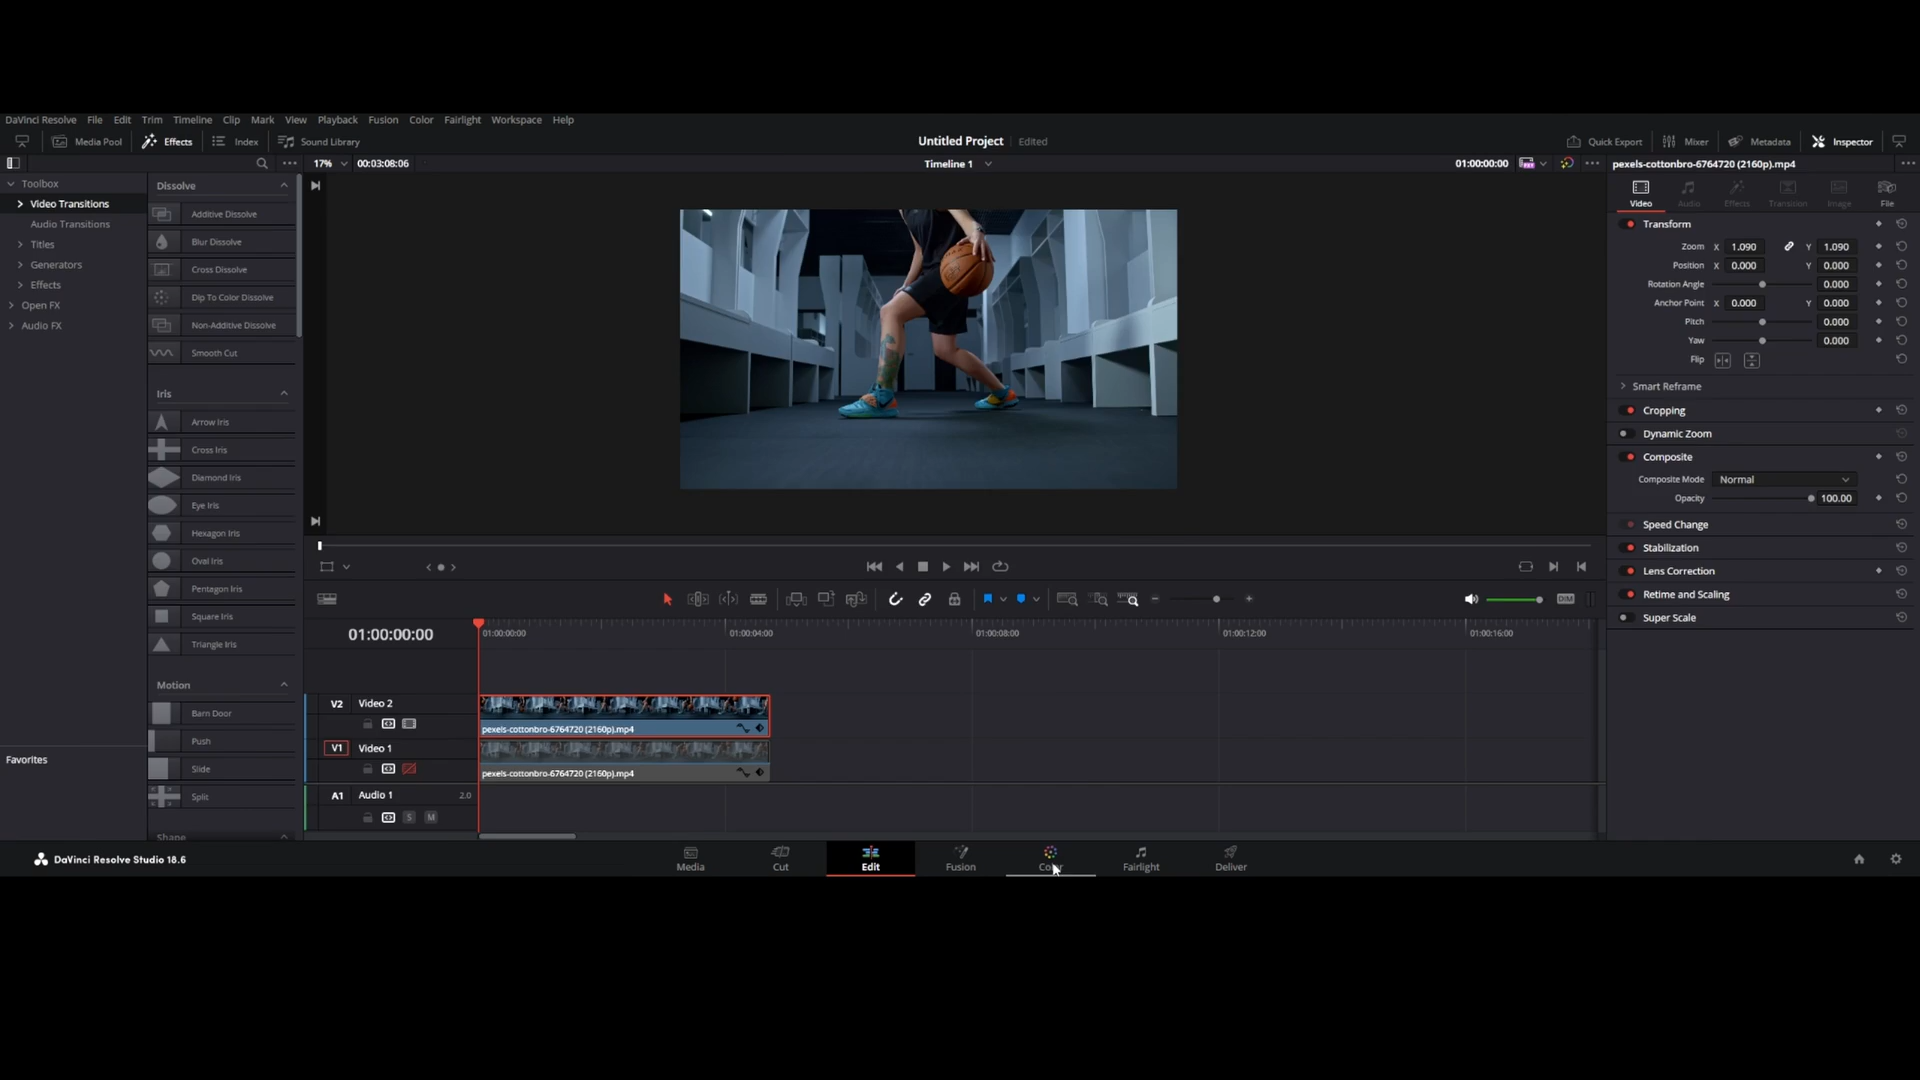 DaVinci Resolve File Edit Trim Timeline Clip Mark View Playback Fusion Color Fairlight Workspace Help
Media Pool Effects Index Sound Library Untitled Project Edited Quick Export Mixer Metadata Inspector
17% 00:03:08:06 Timeline 1 01:00:00:00 pexels-cottonbro-6764720 (2160p).mp4
Toolbox
Video Transitions
Audio Transitions
Titles
Generators
Effects
Open FX
Audio FX
Favorites
Dissolve
Additive Dissolve
Blur Dissolve
Cross Dissolve
Dip To Color Dissolve
Non-Additive Dissolve
Smooth Cut
Iris
Arrow Iris
Cross Iris
Diamond Iris
Eye Iris
Hexagon Iris
Oval Iris
Pentagon Iris
Square Iris
Triangle Iris
Motion
Barn Door
Push
Slide
Split
Shape
Video Audio Effects Transition Image File
Transform
Zoom X 1.090 Y 1.090
Position X 0.000 Y 0.000
Rotation Angle 0.000
Anchor Point X 0.000 Y 0.000
Pitch 0.000
Yaw 0.000
Flip
Smart Reframe
Cropping
Dynamic Zoom
Composite
Composite Mode Normal
Opacity 100.00
Speed Change
Stabilization
Lens Correction
Retime and Scaling
Super Scale
DIM
01:00:00:00 01:00:00:00 01:00:04:00 01:00:08:00 01:00:12:00 01:00:16:00
V2 Video 2
pexels-cottonbro-6764720 (2160p).mp4
V1 Video 1
pexels-cottonbro-6764720 (2160p).mp4
A1 Audio 1 2.0
S M
DaVinci Resolve Studio 18.6
Media Cut Edit Fusion Color Fairlight Deliver